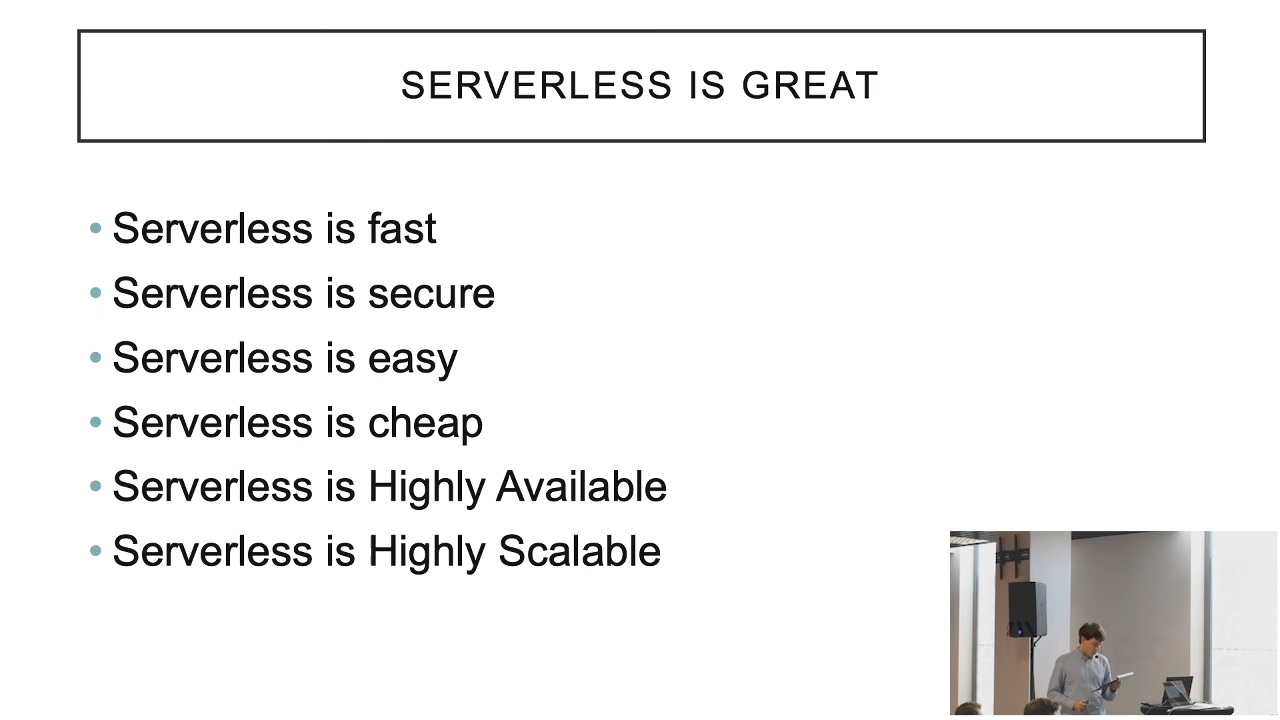 SERVERLESS IS GREAT
• Serverless is fast
• Serverless is secure
• Serverless is easy
• Serverless is cheap
• Serverless is Highly Available
• Serverless is Highly Scalable